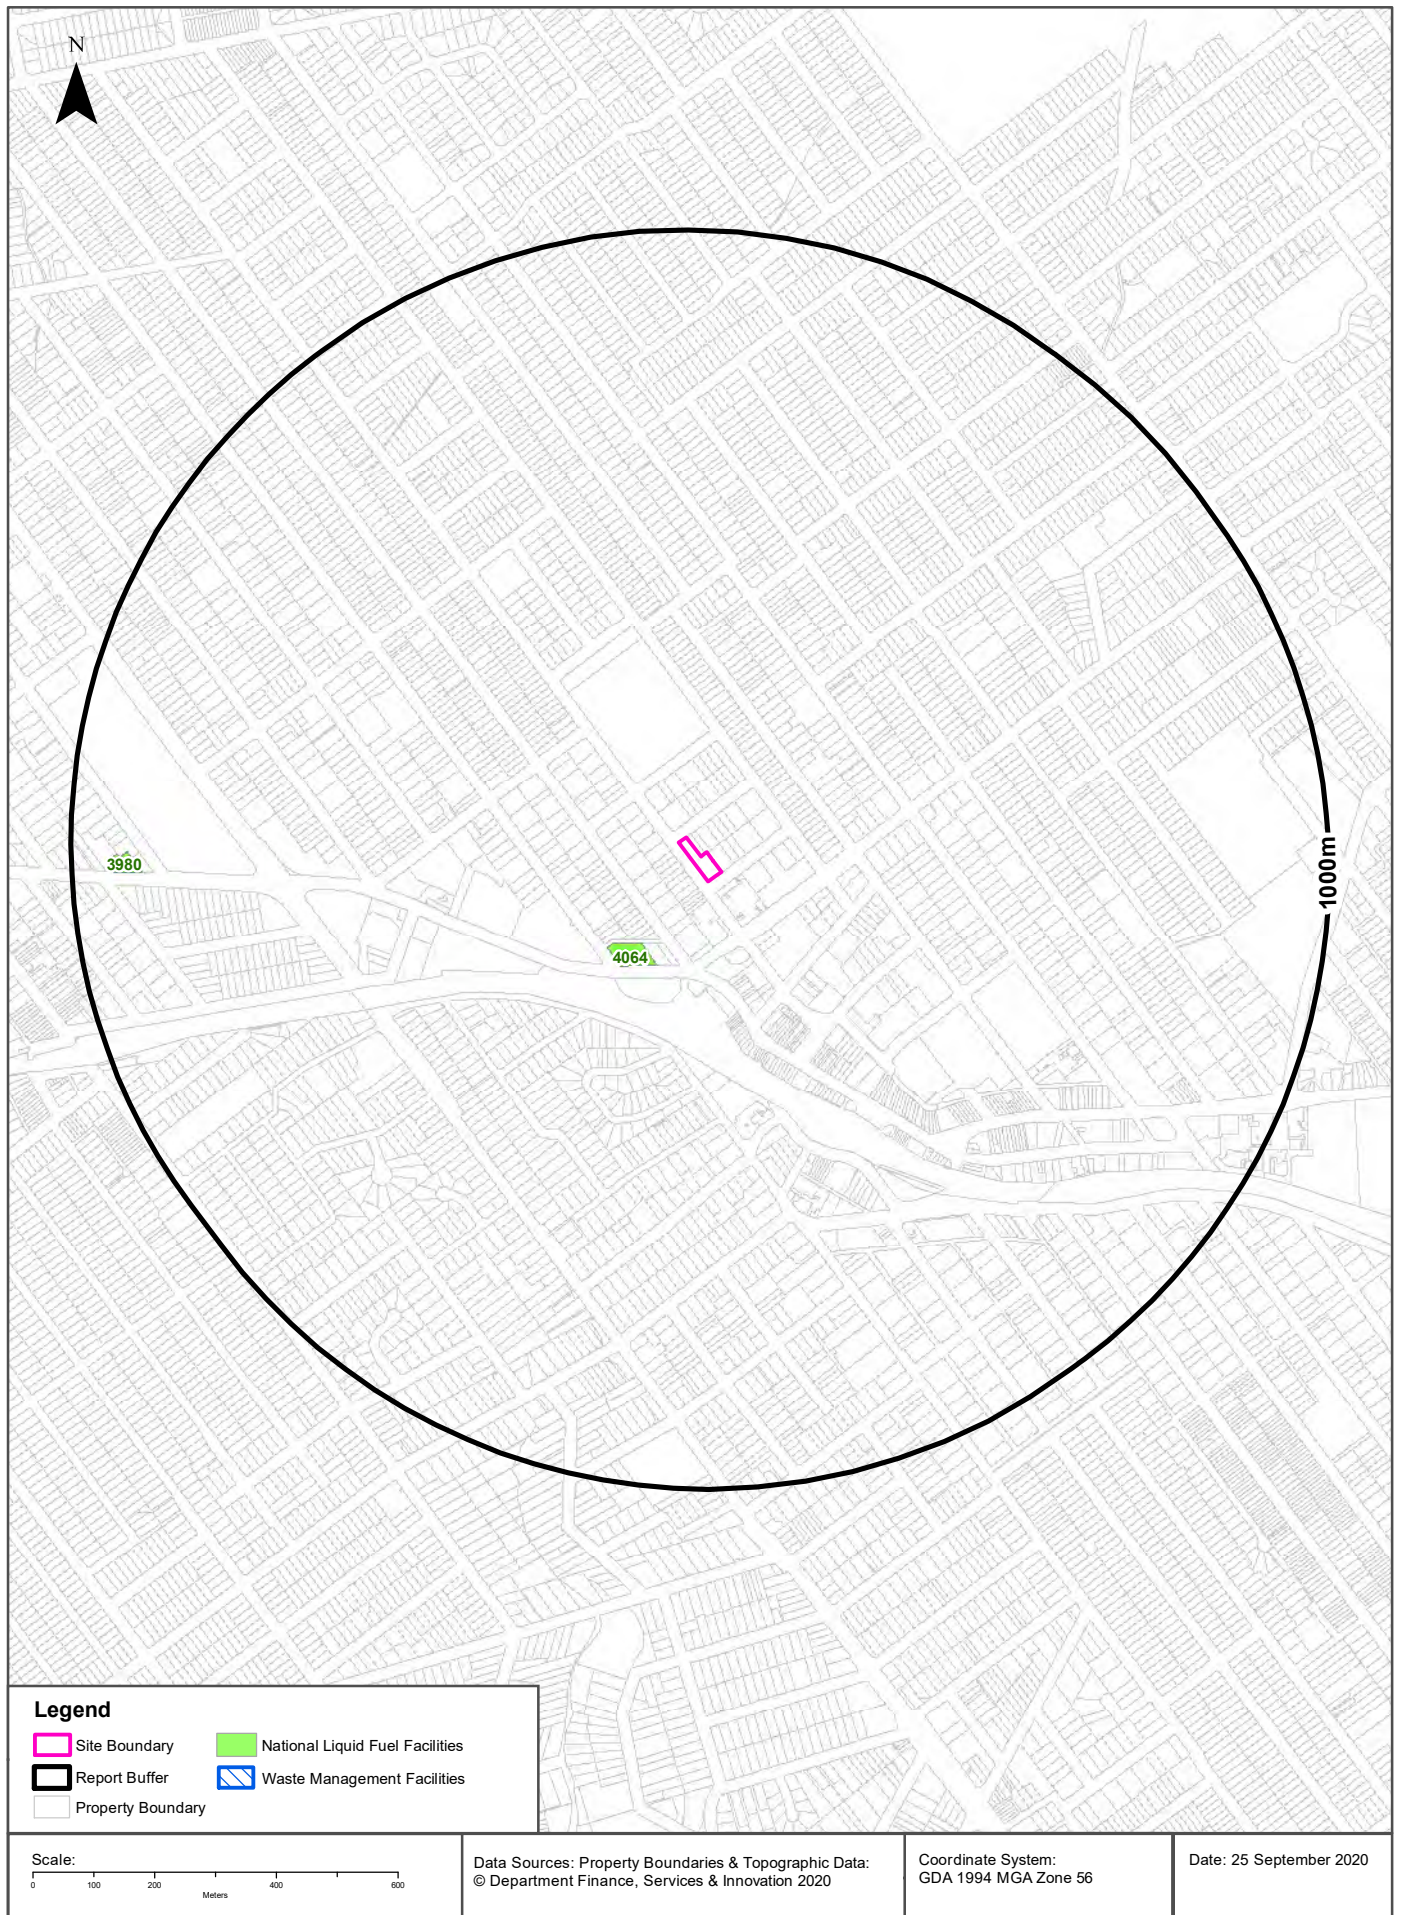 N
1000m
3980
4064
Legend
Site Boundary
National Liquid Fuel Facilities
Report Buffer
Waste Management Facilities
Property Boundary
Scale:
0 100 200 400 600
Meters
Data Sources: Property Boundaries & Topographic Data:
© Department Finance, Services & Innovation 2020
Coordinate System:
GDA 1994 MGA Zone 56
Date: 25 September 2020